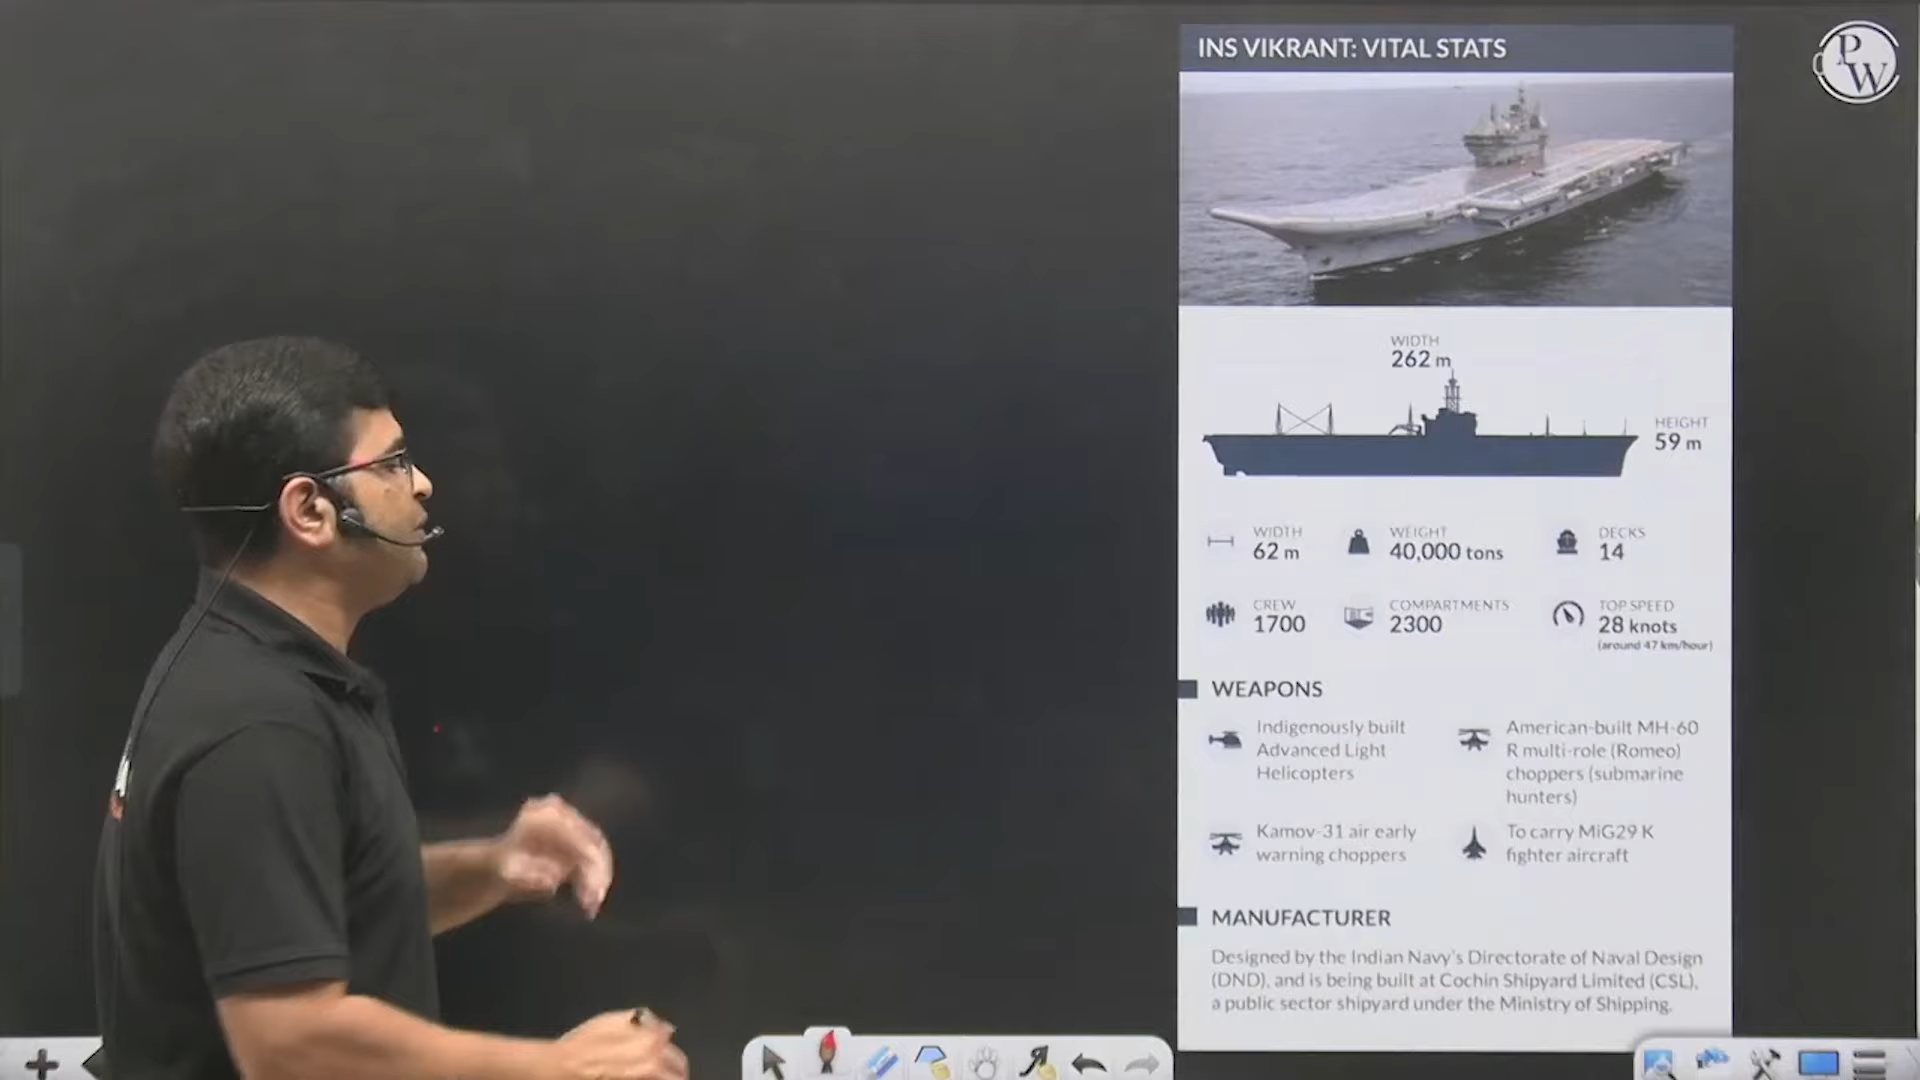 INS VIKRANT: VITAL STATS
PW
WIDTH
262 m
HEIGHT
59 m
WIDTH
62 m
WEIGHT
40,000 tons
DECKS
14
CREW
1700
COMPARTMENTS
2300
TOP SPEED
28 knots
(around 47 km/hour)
WEAPONS
Indigenously built
Advanced Light
Helicopters
American-built MH-60
R multi-role (Romeo)
choppers (submarine
hunters)
Kamov-31 air early
warning choppers
To carry MiG29 K
fighter aircraft
MANUFACTURER
Designed by the Indian Navy's Directorate of Naval Design
(DND), and is being built at Cochin Shipyard Limited (CSL),
a public sector shipyard under the Ministry of Shipping.